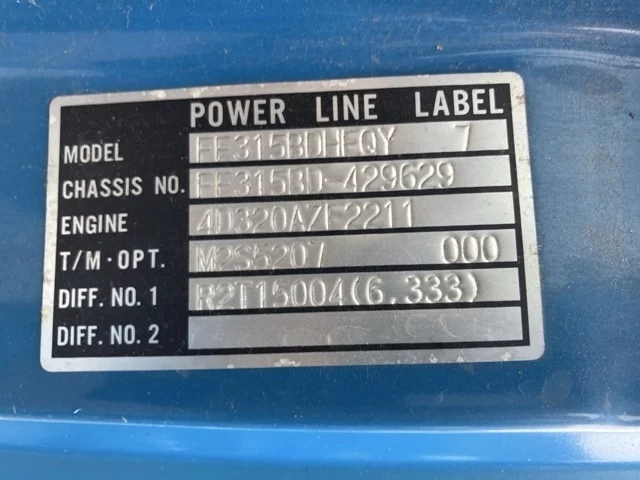 POWER LINE LABEL
MODEL FE315BDHEQY 7
CHASSIS NO. FE315BD-429629
ENGINE 4D320AZF2211
T/M·OPT. M2S5207 000
DIFF. NO. 1 R2T15004(6.333)
DIFF. NO. 2